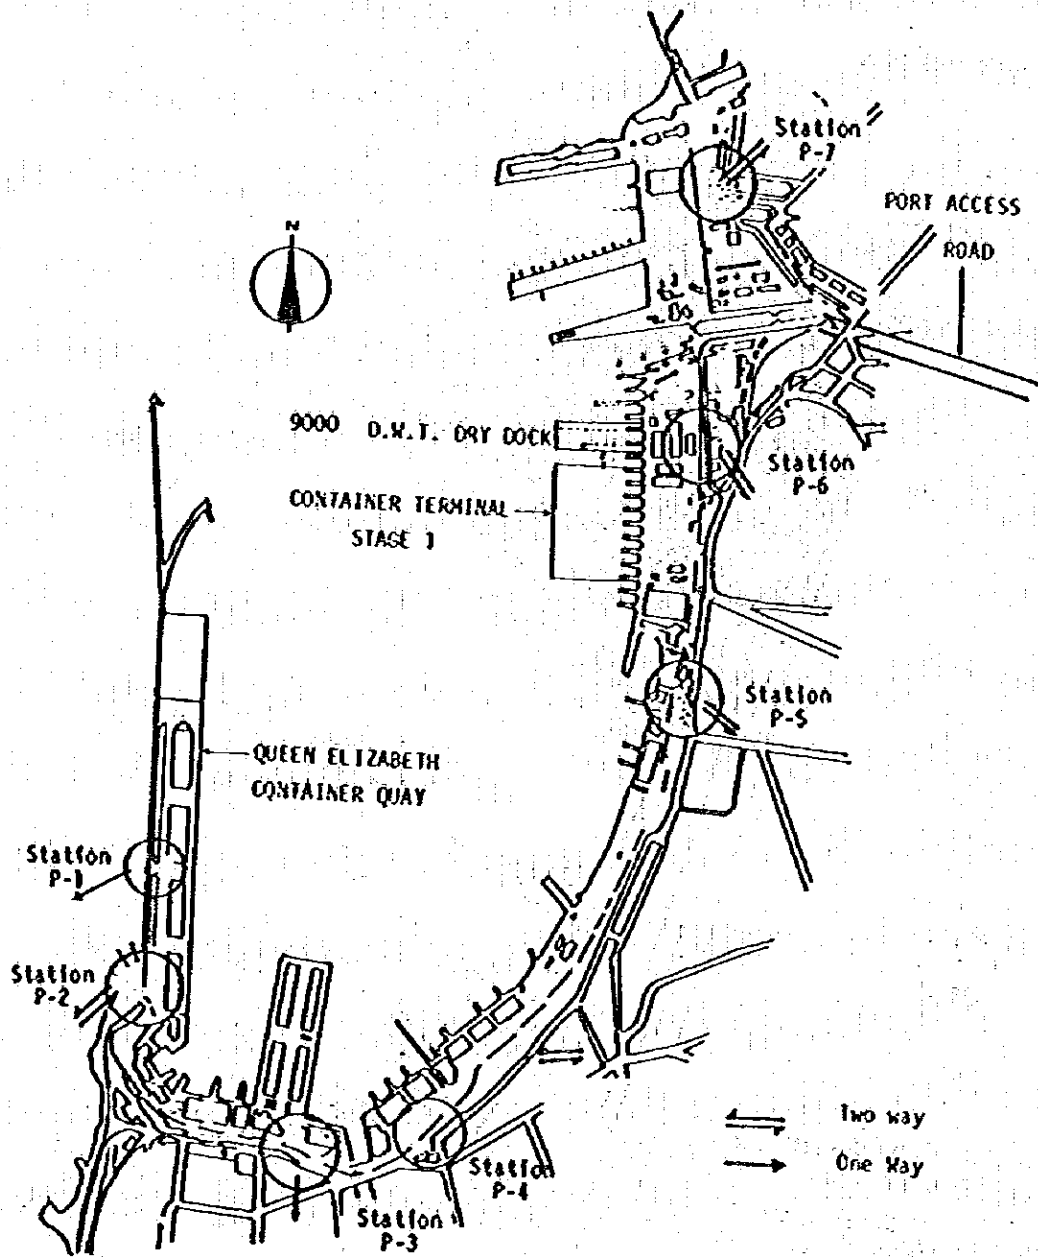 Station
P-7
PORT ACCESS
ROAD
N
9000 D.W.T. DRY DOCK
Station
P-6
CONTAINER TERMINAL
STAGE 1
Station
P-5
QUEEN ELIZABETH
CONTAINER QUAY
Station
P-1
Station
P-2
Two way
One Way
Station
P-4
Station
P-3